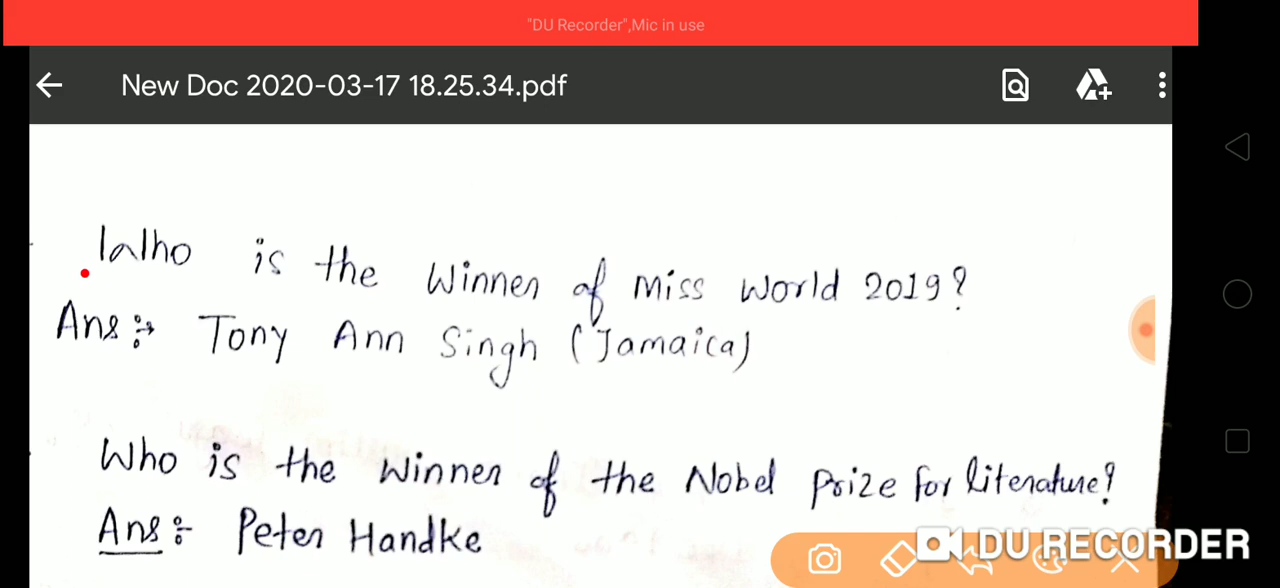 "DU Recorder",Mic in use
New Doc 2020-03-17 18.25.34.pdf
Who is the Winner of Miss World 2019?
Ans:- Tony Ann Singh (Jamaica)
Who is the Winner of the Nobel Prize for literature?
Ans:- Peter Handke
DU RECORDER